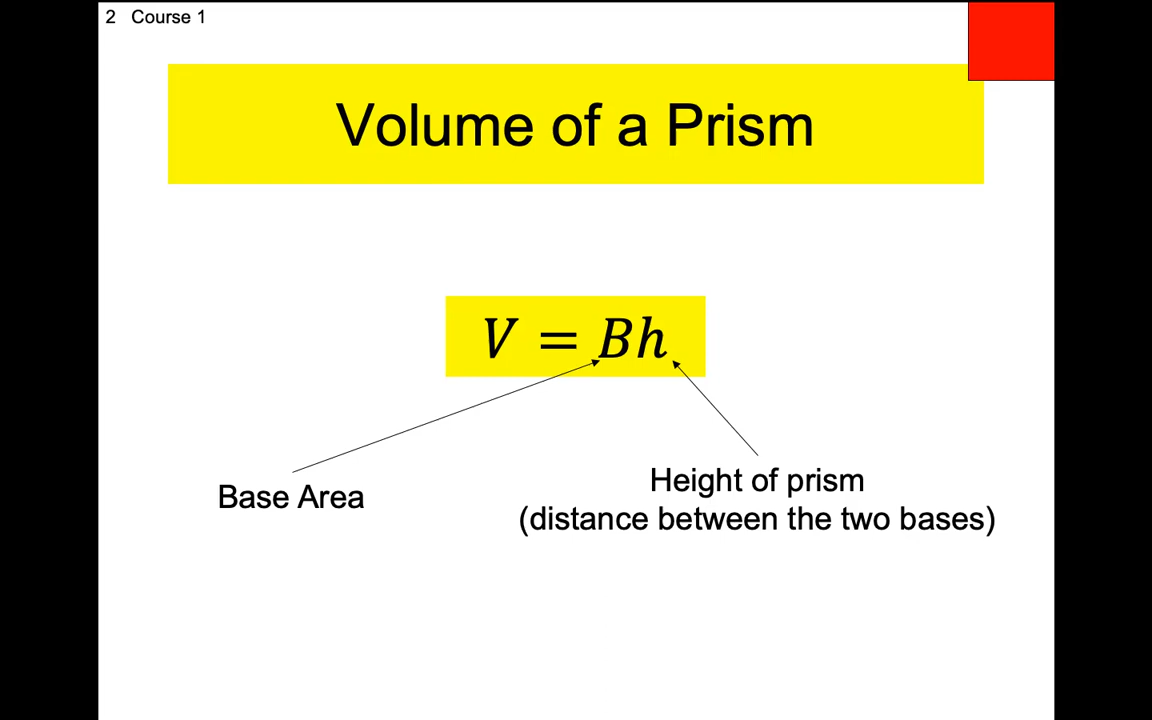 2 Course 1
Volume of a Prism
V = Bh
Base Area
Height of prism
(distance between the two bases)